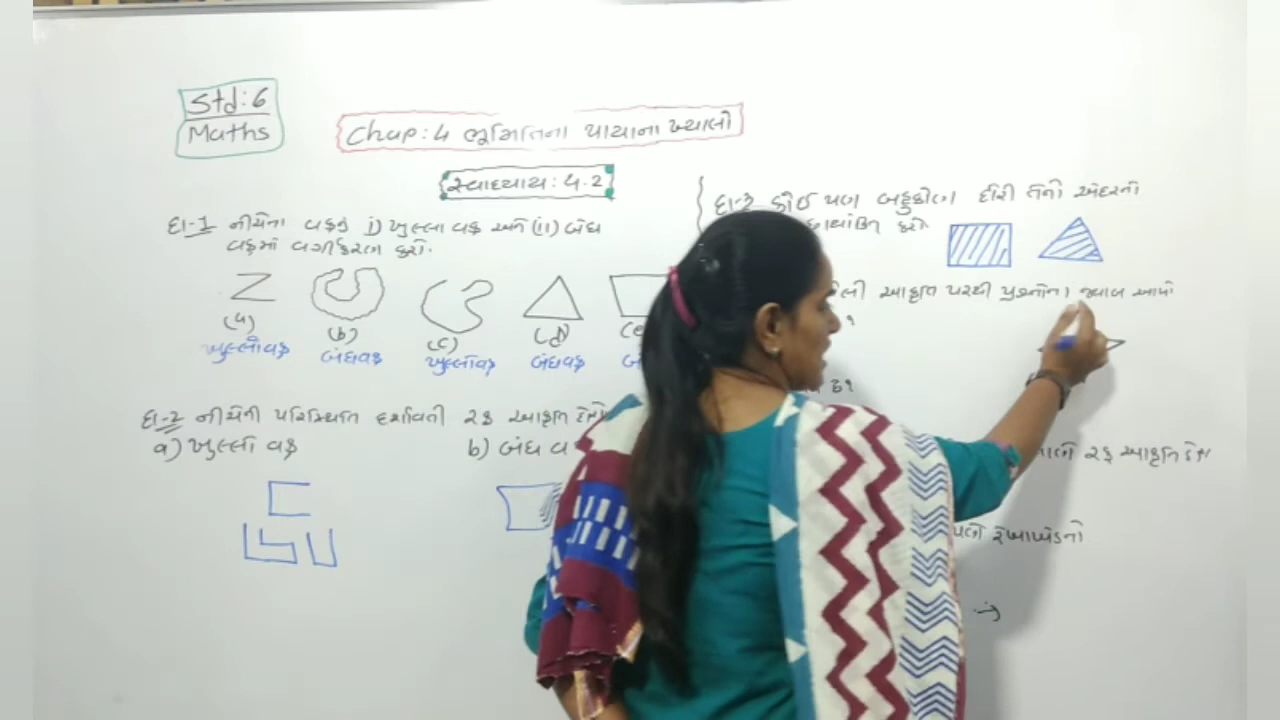 Std:6
Maths
Chap:4 ભૂમિતિના પાયાના ખ્યાલો
સ્વાધ્યાય: 4.2
દા-1 નીચેના વક્રનું i) ખુલ્લા વક્ર અને (ii) બંધ
વક્રમાં વર્ગીકરણ કરો.
(a)
(b)
(c)
(d)
(e
ખુલ્લોવક્ર
બંધવક્ર
ખુલ્લોવક્ર
બંધવક્ર
બં
દા-2 નીચેની પરિસ્થિતિ દર્શાવતી રફ આકૃતિ દોરો
a) ખુલ્લો વક્ર
b) બંધ વ
દા-3 કોઈ પણ બહુકોણ દોરી તેની અંદરનો
છાયાંકિત કરો
આકૃતિ પરથી પ્રશ્નોના જવાબ આપો
રફ આકૃતિ દોરો
રેખાખંડની